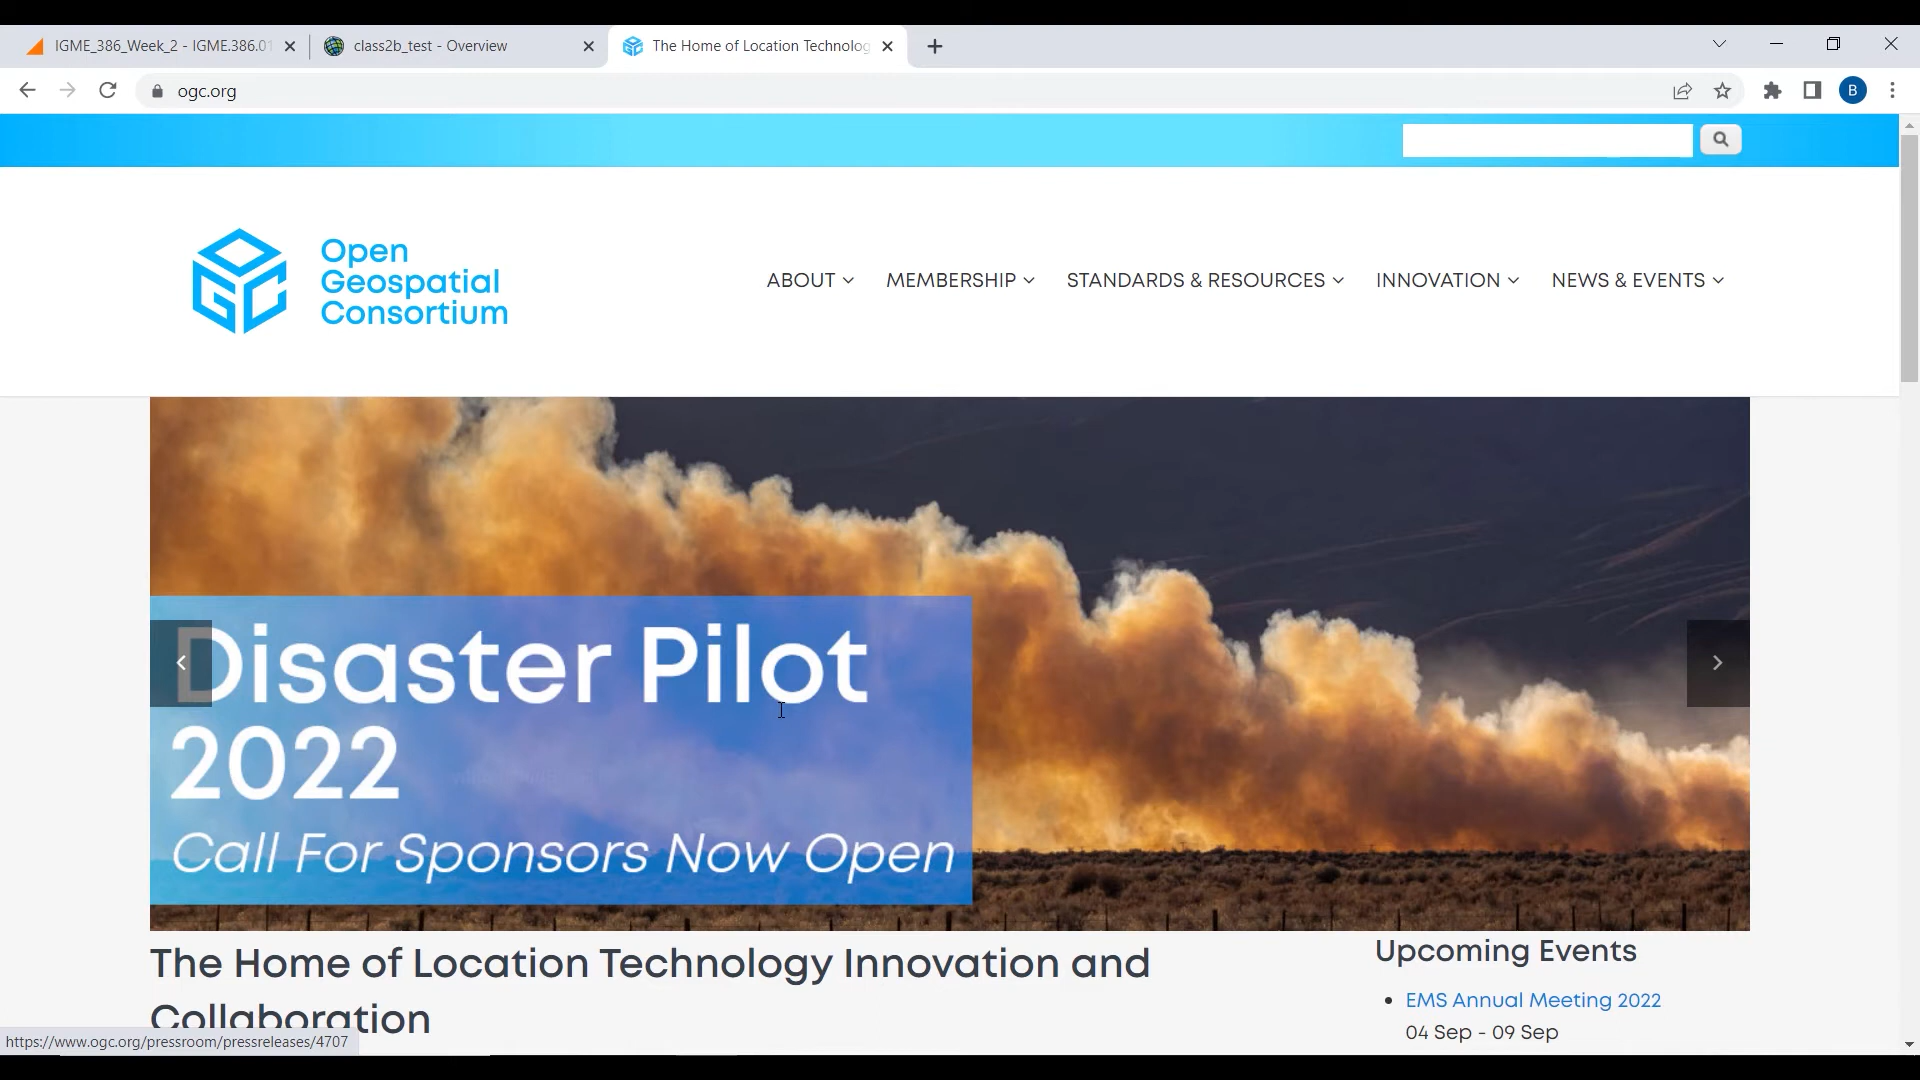 IGME_386_Week_2 - IGME.386.01
class2b_test - Overview
The Home of Location Technolog
ogc.org
B
OGC
Open
Geospatial
Consortium
ABOUT
MEMBERSHIP
STANDARDS & RESOURCES
INNOVATION
NEWS & EVENTS
Disaster Pilot
2022
Call For Sponsors Now Open
The Home of Location Technology Innovation and
Collaboration
Upcoming Events
EMS Annual Meeting 2022
04 Sep - 09 Sep
https://www.ogc.org/pressroom/pressreleases/4707